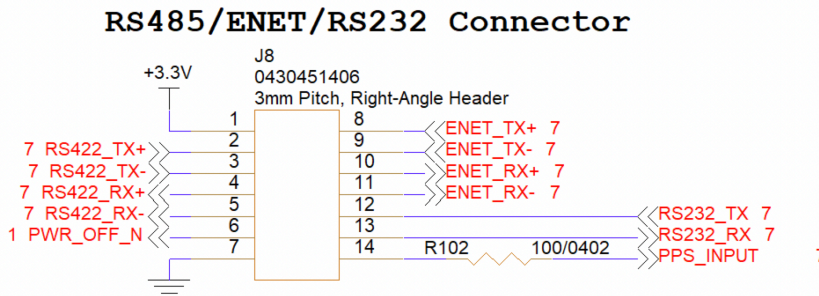 RS485/ENET/RS232 Connector
J8
+3.3V
0430451406
3mm Pitch, Right-Angle Header
1
8
ENET_TX+ 7
2
9
7 RS422_TX+
ENET_TX- 7
3
10
7 RS422_TX-
ENET_RX+ 7
4
11
7 RS422_RX+
ENET_RX- 7
5
12
7 RS422_RX-
RS232_TX 7
6
13
1 PWR_OFF_N
RS232_RX 7
7
14
R102
100/0402
PPS_INPUT